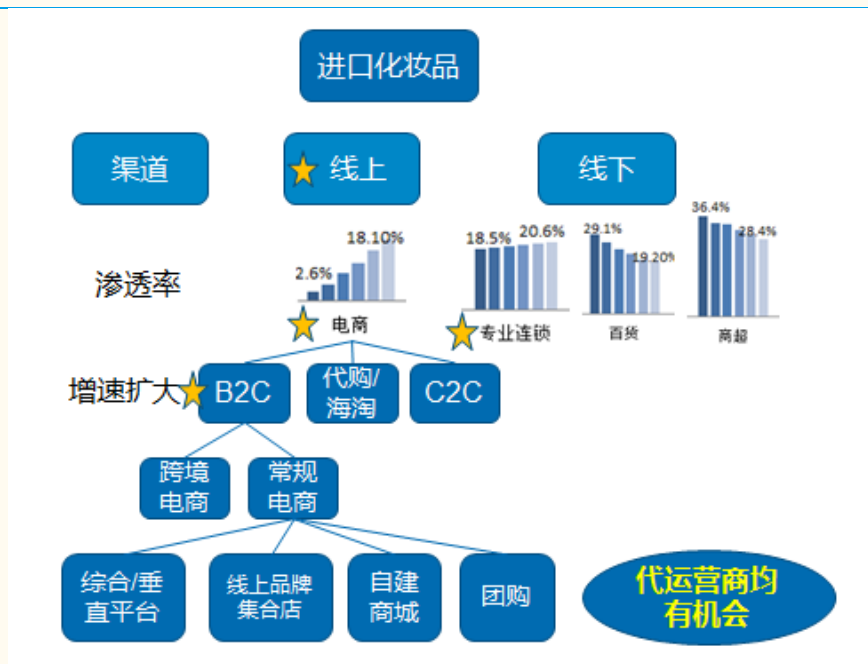 进口化妆品
渠道
线上
线下
渗透率
2.6%
18.10%
电商
18.5%
20.6%
专业连锁
29.1%
19.20%
百货
36.4%
28.4%
商超
增速扩大
B2C
代购/
海淘
C2C
跨境
电商
常规
电商
综合/垂
直平台
线上品牌
集合店
自建
商城
团购
代运营商均
有机会